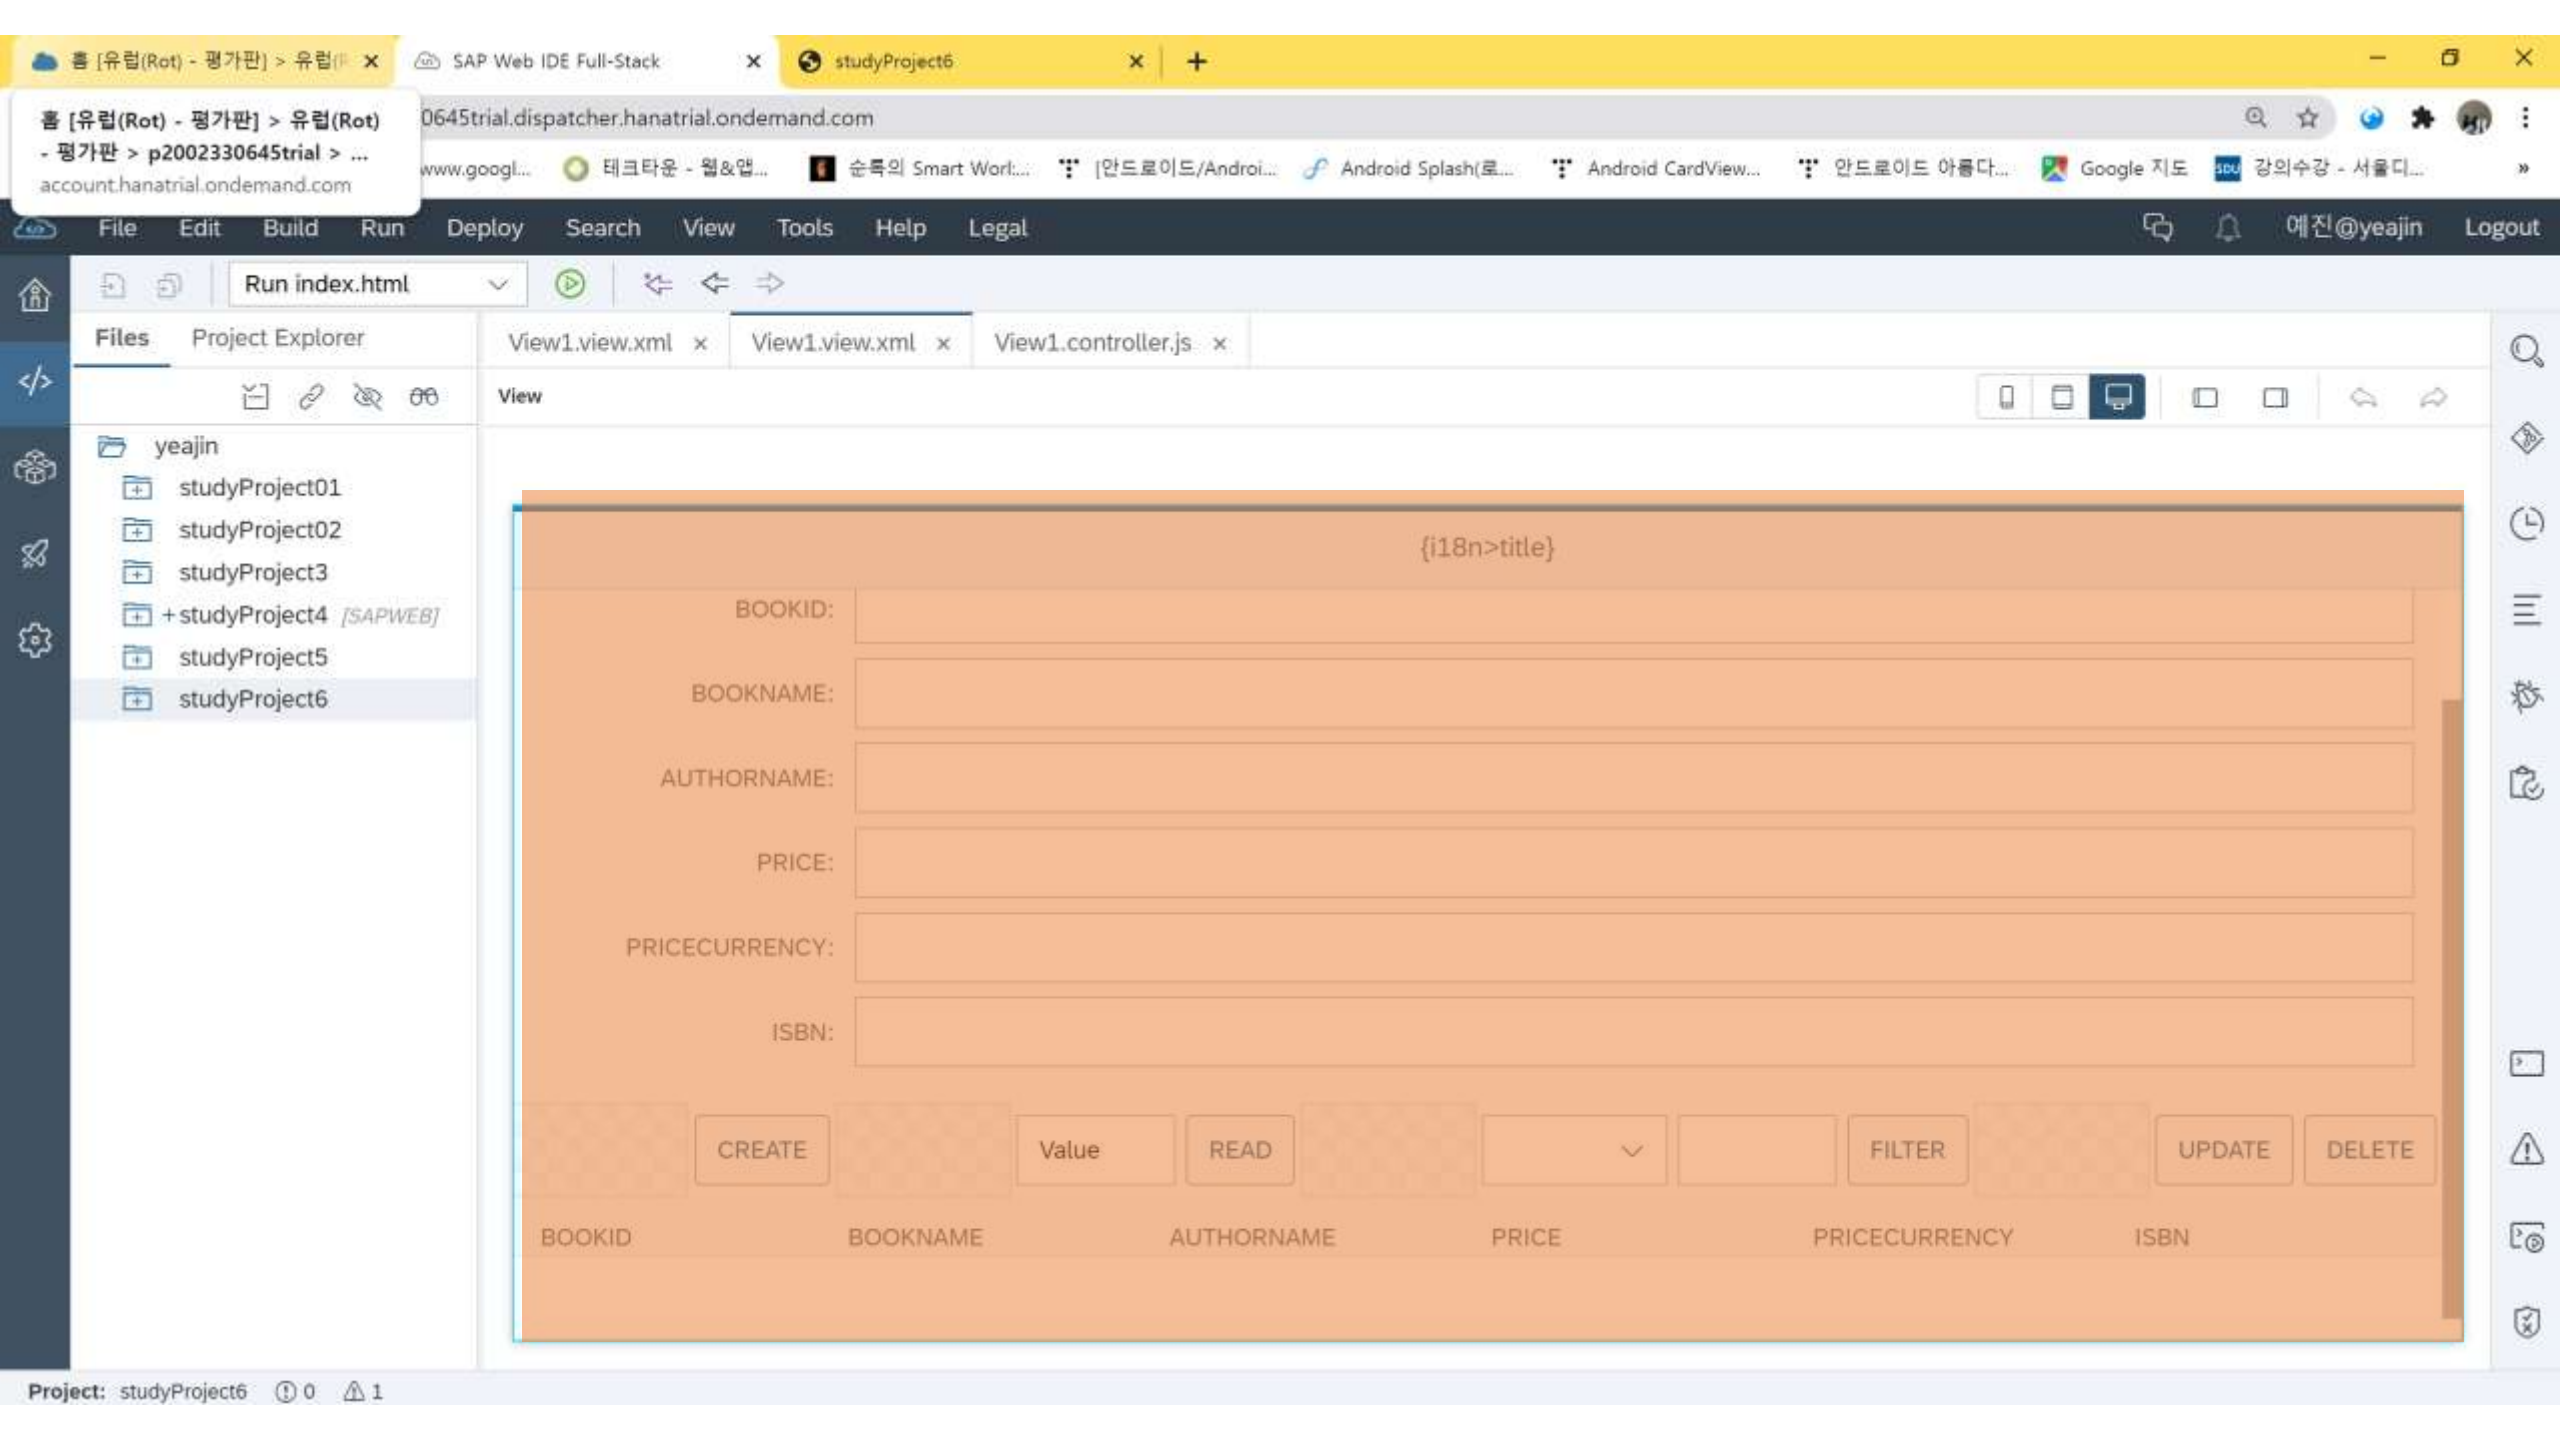 홈 [유럽(Rot) - 평가판] > 유럽(R
SAP Web IDE Full-Stack
studyProject6
홈 [유럽(Rot) - 평가판] > 유럽(Rot)
- 평가판 > p2002330645trial > ...
account.hanatrial.ondemand.com
0645trial.dispatcher.hanatrial.ondemand.com
www.googl...
테크타운 - 웹&앱...
순록의 Smart Worl:...
[안드로이드/Androi...
Android Splash(로...
Android CardView...
안드로이드 아름다...
Google 지도
SDU
강의수강 - 서울디...
File Edit Build Run Deploy Search View Tools Help Legal
예진@yeajin Logout
Run index.html
Files Project Explorer
View1.view.xml View1.view.xml View1.controller.js
View
yeajin
studyProject01
studyProject02
studyProject3
+studyProject4 [SAPWEB]
studyProject5
studyProject6
{i18n>title}
BOOKID:
BOOKNAME:
AUTHORNAME:
PRICE:
PRICECURRENCY:
ISBN:
CREATE Value READ FILTER UPDATE DELETE
BOOKID BOOKNAME AUTHORNAME PRICE PRICECURRENCY ISBN
Project: studyProject6 0 1